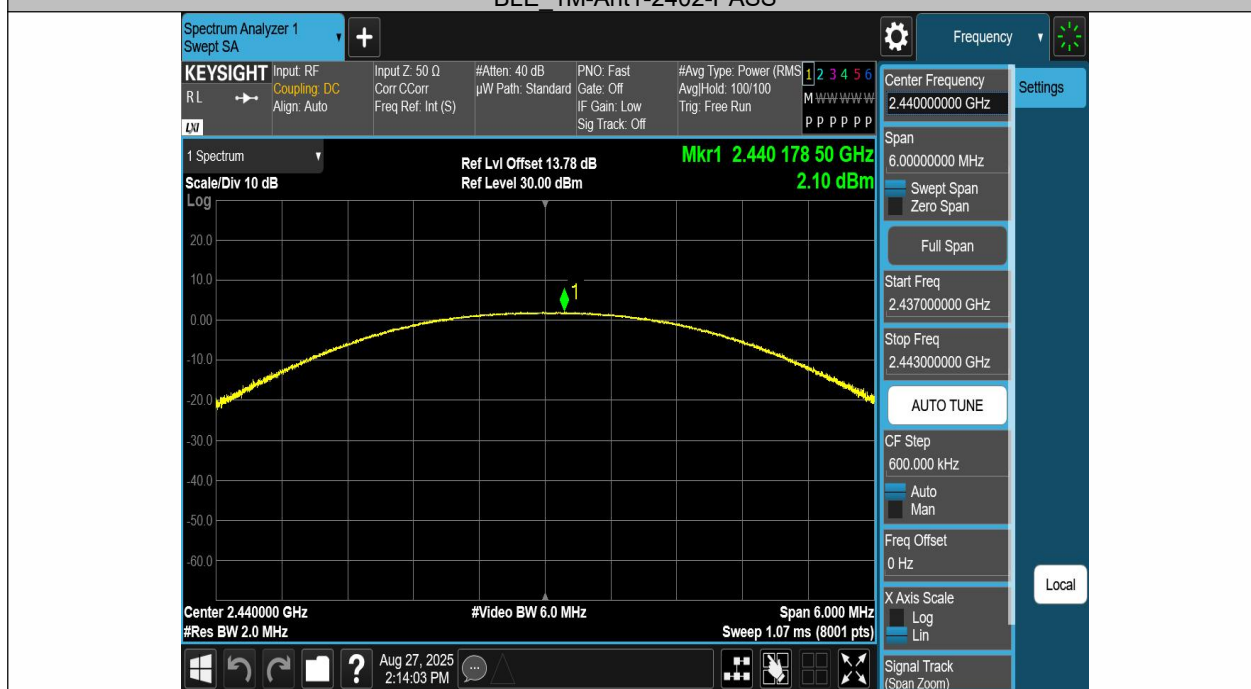 BLE_1M-Ant1-2402-PASS
Spectrum Analyzer 1
Swept SA
+
Frequency
KEYSIGHT
RL
LXI
Input: RF
Coupling: DC
Align: Auto
Input Z: 50 Ω
Corr CCorr
Freq Ref: Int (S)
#Atten: 40 dB
µW Path: Standard
PNO: Fast
Gate: Off
IF Gain: Low
Sig Track: Off
#Avg Type: Power (RMS
Avg|Hold: 100/100
Trig: Free Run
1 2 3 4 5 6
M W W W W W
P P P P P P
1 Spectrum
Scale/Div 10 dB
Log
Ref Lvl Offset 13.78 dB
Ref Level 30.00 dBm
Mkr1 2.440 178 50 GHz
2.10 dBm
20.0
10.0
0.00
-10.0
-20.0
-30.0
-40.0
-50.0
-60.0
1
Center 2.440000 GHz
#Res BW 2.0 MHz
#Video BW 6.0 MHz
Span 6.000 MHz
Sweep 1.07 ms (8001 pts)
?
Aug 27, 2025
2:14:03 PM
Center Frequency
2.440000000 GHz
Settings
Span
6.00000000 MHz
Swept Span
Zero Span
Full Span
Start Freq
2.437000000 GHz
Stop Freq
2.443000000 GHz
AUTO TUNE
CF Step
600.000 kHz
Auto
Man
Freq Offset
0 Hz
X Axis Scale
Log
Lin
Local
Signal Track
(Span Zoom)